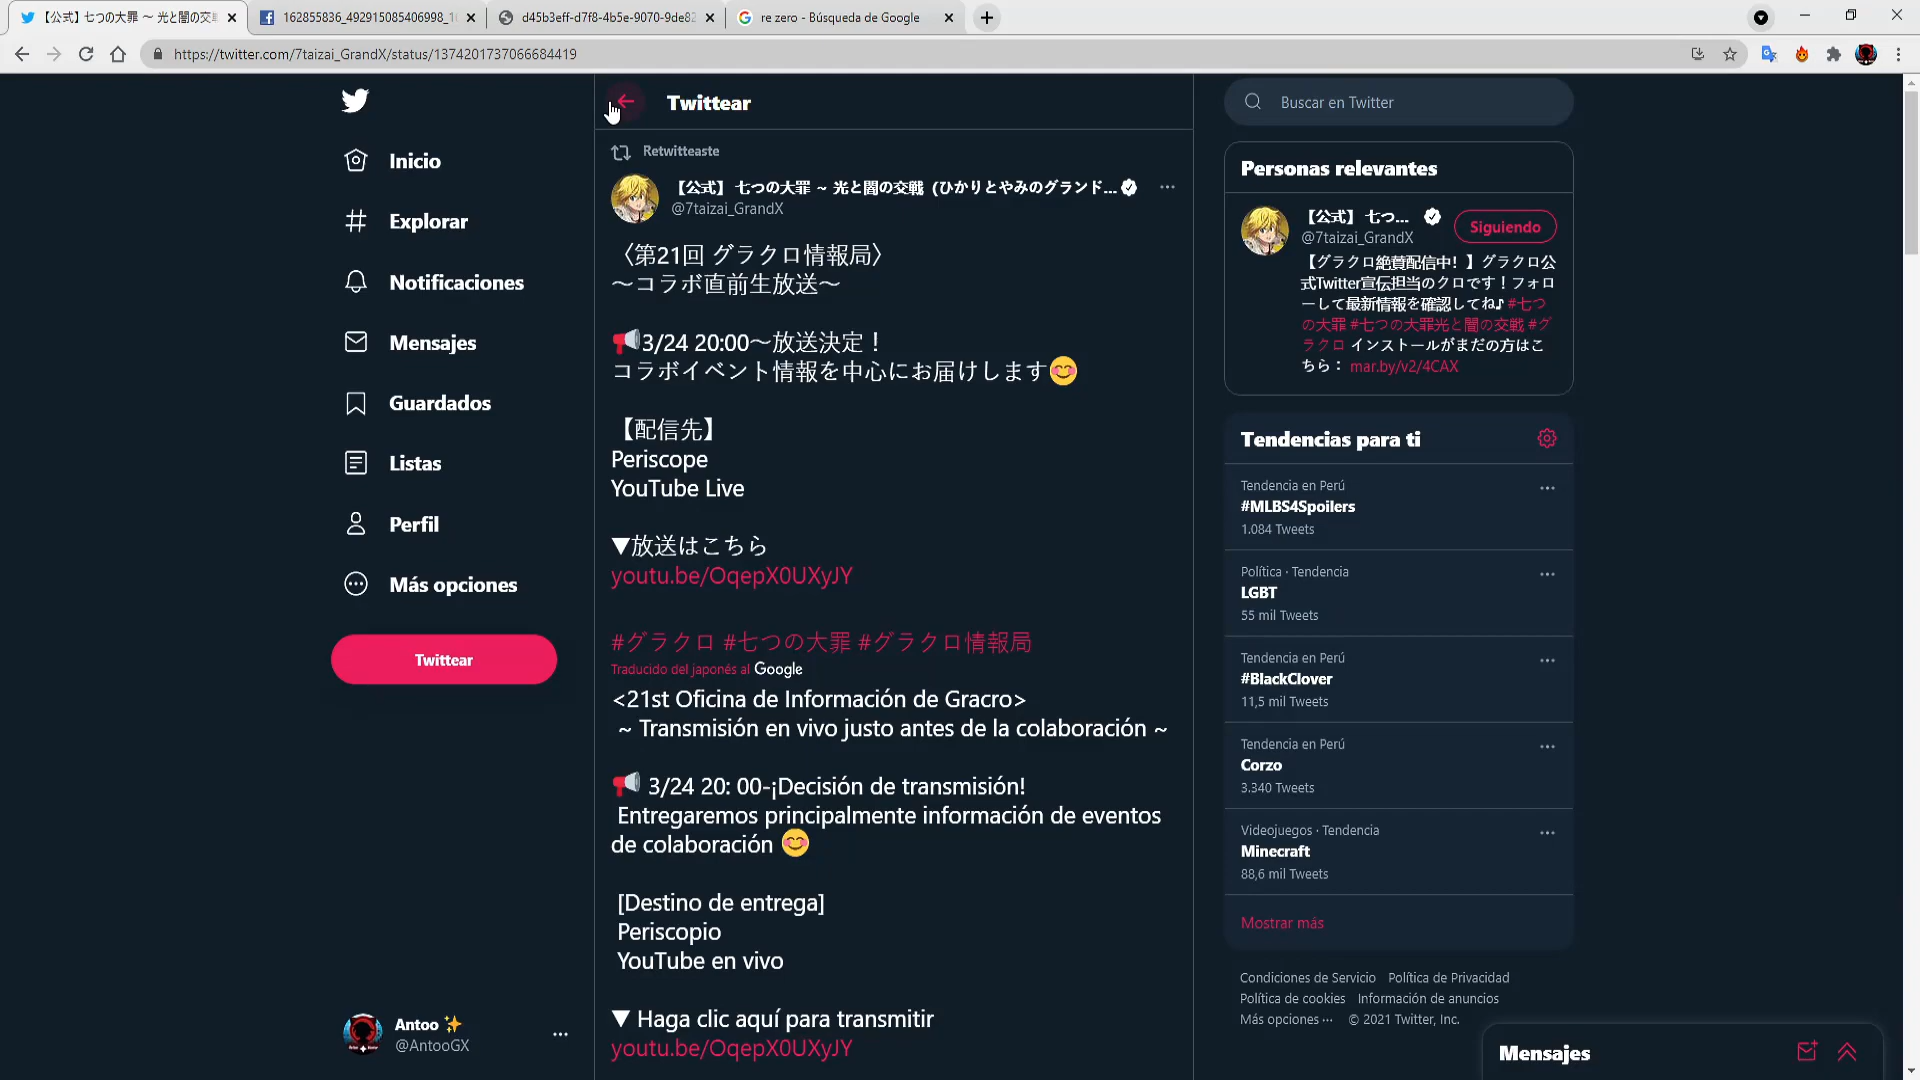 【公式】七つの大罪 ～ 光と闇の交戦
162855836_492915085406998_1
d45b3eff-d7f8-4b5e-9070-9de82
re zero - Búsqueda de Google
https://twitter.com/7taizai_GrandX/status/1374201737066684419
Inicio
Explorar
Notificaciones
Mensajes
Guardados
Listas
Perfil
Más opciones
Twittear
Antoo ✨
@AntooGX
Twittear
Retwitteaste
【公式】 七つの大罪 ~ 光と闇の交戦（ひかりとやみのグランド...
@7taizai_GrandX
〈第21回 グラクロ情報局〉
～コラボ直前生放送～
📢3/24 20:00～放送決定！
コラボイベント情報を中心にお届けします😊
【配信先】
Periscope
YouTube Live
▼放送はこちら
youtu.be/OqepX0UXyJY
#グラクロ #七つの大罪 #グラクロ情報局
Traducido del japonés al Google
<21st Oficina de Información de Gracro>
~ Transmisión en vivo justo antes de la colaboración ~
📢 3/24 20: 00-¡Decisión de transmisión!
Entregaremos principalmente información de eventos
de colaboración 😊
[Destino de entrega]
Periscopio
YouTube en vivo
▼ Haga clic aquí para transmitir
youtu.be/OqepX0UXyJY
Buscar en Twitter
Personas relevantes
【公式】 七つ...
@7taizai_GrandX
Siguiendo
【グラクロ絶賛配信中！】グラクロ公
式Twitter宣伝担当のクロです！フォロ
ーして最新情報を確認してね♪ #七つ
の大罪 #七つの大罪光と闇の交戦 #グ
ラクロ インストールがまだの方はこ
ちら： mar.by/v2/4CAX
Tendencias para ti
Tendencia en Perú
#MLBS4Spoilers
1.084 Tweets
Política · Tendencia
LGBT
55 mil Tweets
Tendencia en Perú
#BlackClover
11,5 mil Tweets
Tendencia en Perú
Corzo
3.340 Tweets
Videojuegos · Tendencia
Minecraft
88,6 mil Tweets
Mostrar más
Condiciones de Servicio Política de Privacidad
Política de cookies Información de anuncios
Más opciones ··· © 2021 Twitter, Inc.
Mensajes